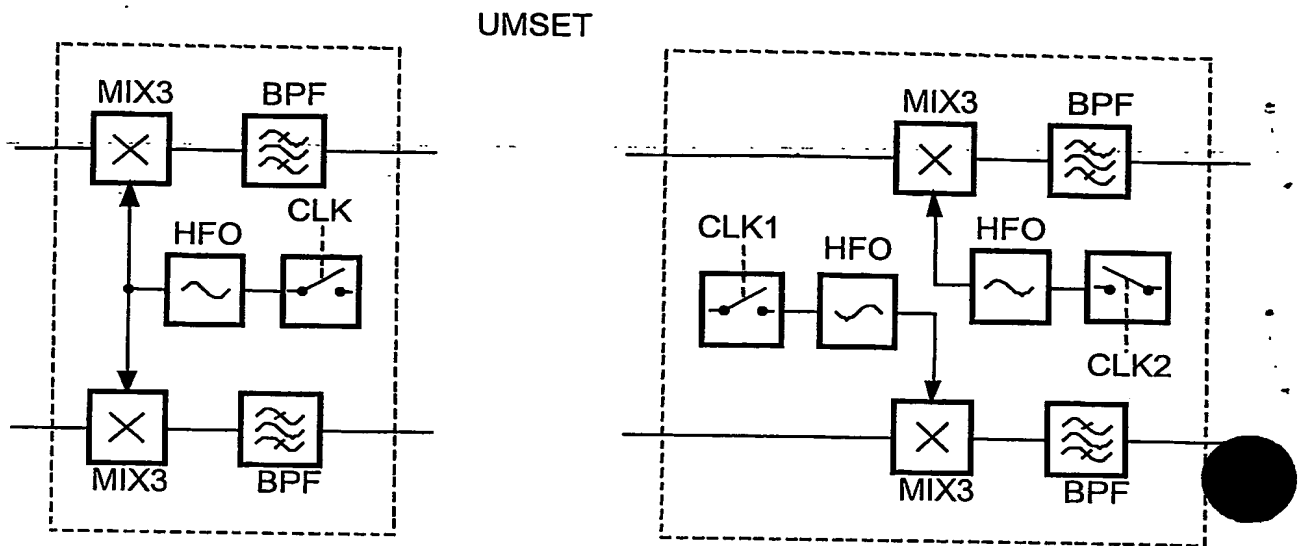 UMSET
MIX3
BPF
CLK
HFO
MIX3
BPF
MIX3
BPF
CLK1
HFO
HFO
CLK2
MIX3
BPF